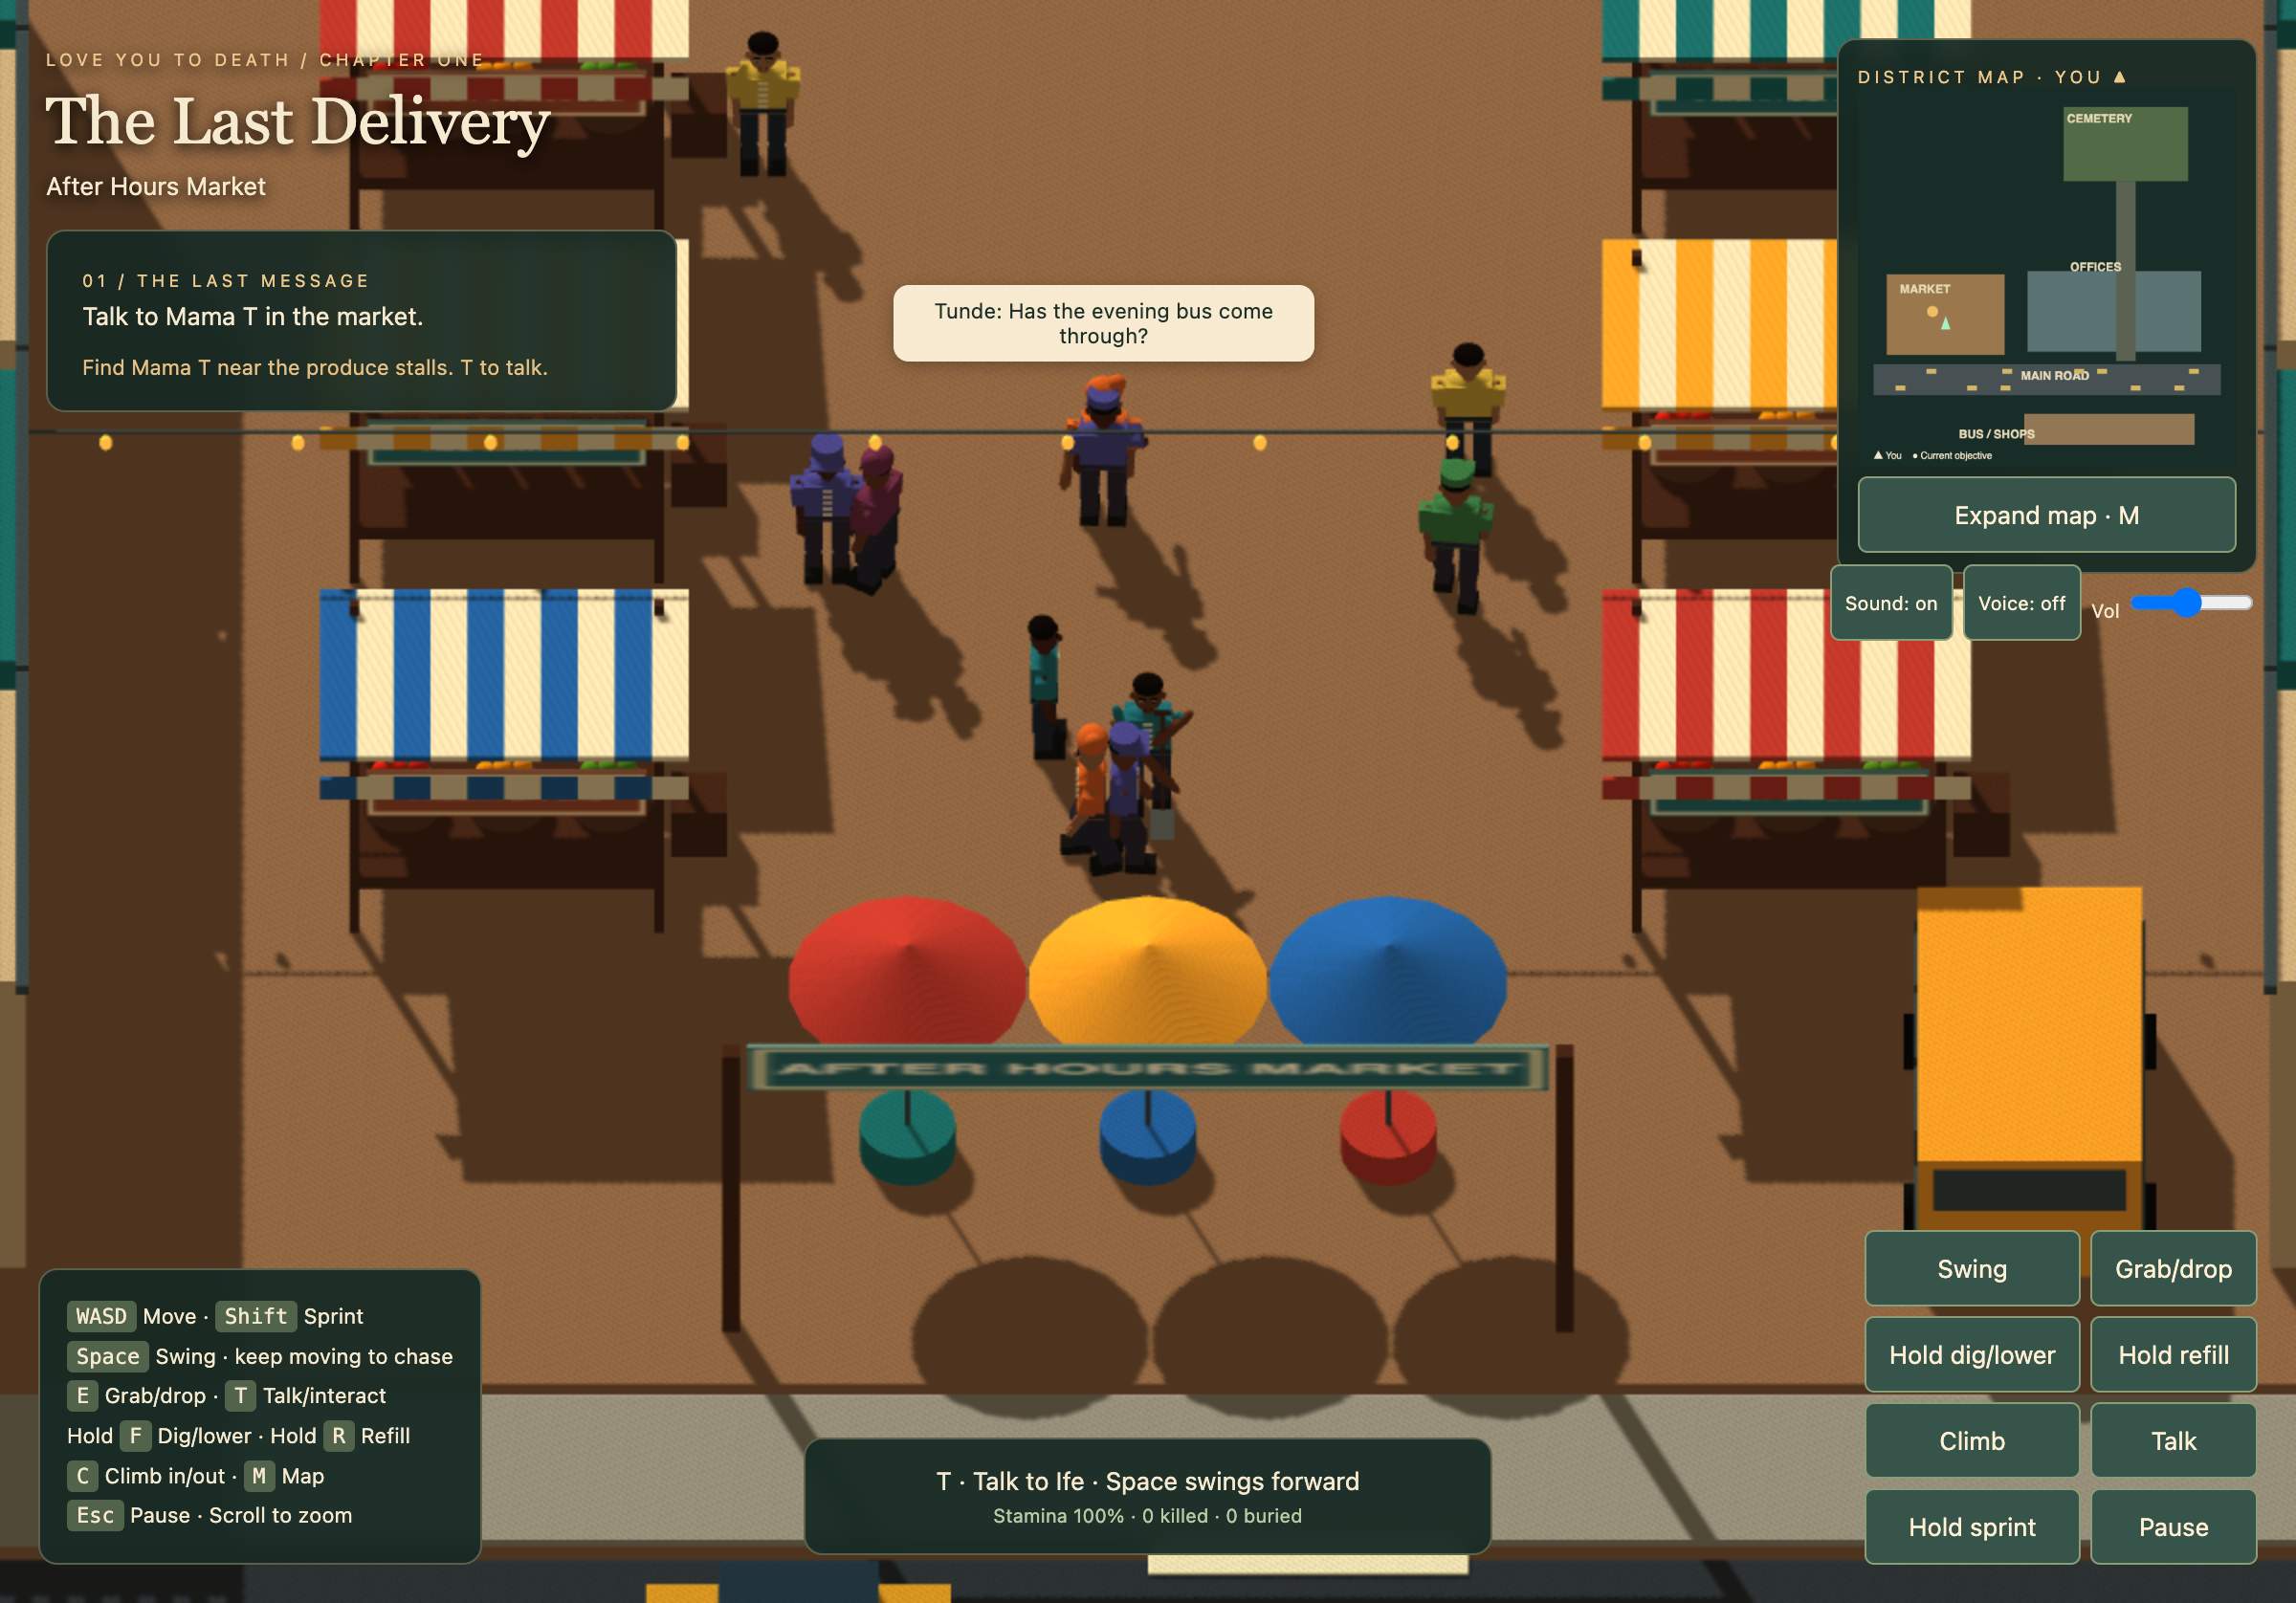 LOVE YOU TO DEATH / CHAPTER ONE
The Last Delivery
After Hours Market
01 / THE LAST MESSAGE
Talk to Mama T in the market.
Find Mama T near the produce stalls. T to talk.
Tunde: Has the evening bus come
through?
DISTRICT MAP · YOU ▲
CEMETERY
OFFICES
MARKET
MAIN ROAD
BUS / SHOPS
▲ You ● Current objective
Expand map · M
Sound: on
Voice: off
Vol
AFTER HOURS MARKET
WASD Move · Shift Sprint
Space Swing · keep moving to chase
E Grab/drop · T Talk/interact
Hold F Dig/lower · Hold R Refill
C Climb in/out · M Map
Esc Pause · Scroll to zoom
T · Talk to Ife · Space swings forward
Stamina 100% · 0 killed · 0 buried
Swing
Grab/drop
Hold dig/lower
Hold refill
Climb
Talk
Hold sprint
Pause